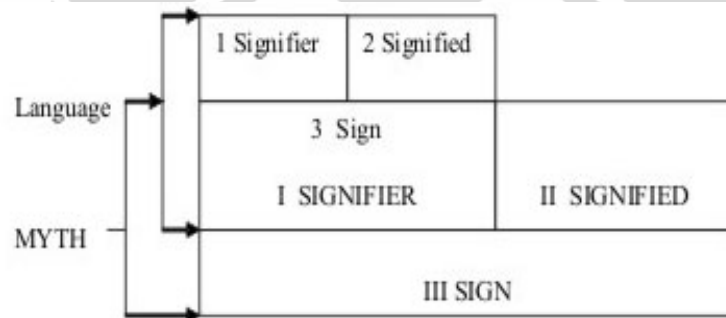 1 Signifier 2 Signified
Language
3 Sign
I SIGNIFIER II SIGNIFIED
MYTH
III SIGN